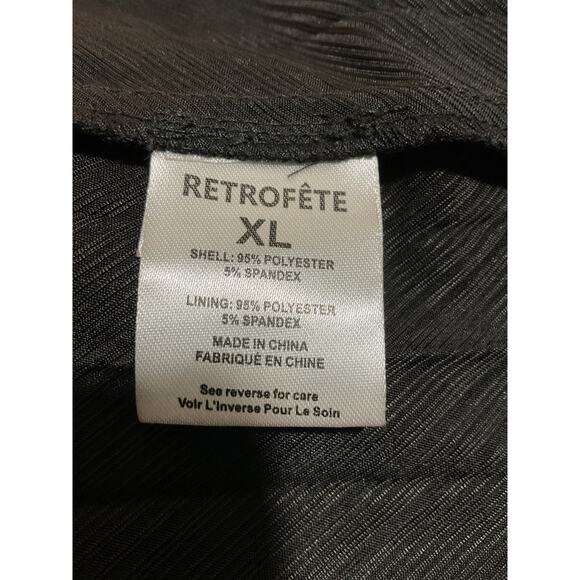 RETROFÊTE
XL
SHELL: 95% POLYESTER
5% SPANDEX
LINING: 95% POLYESTER
5% SPANDEX
MADE IN CHINA
FABRIQUÉ EN CHINE
See reverse for care
Voir L'Inverse Pour Le Soin